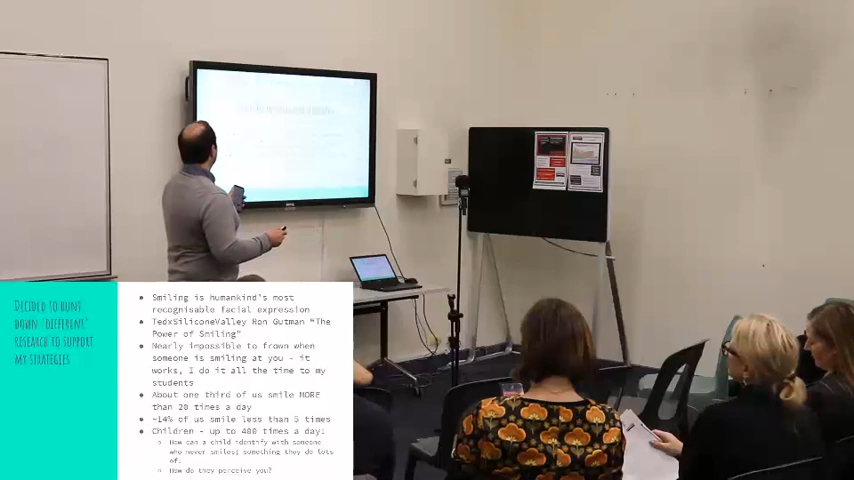 Decided to hunt
down 'different'
research to support
my strategies
• Smiling is humankind's most
recognisable facial expression
• TedxSiliconeValley Ron Gutman "The
Power of Smiling"
• Nearly impossible to frown when
someone is smiling at you - it
works, I do it all the time to my
students
• About one third of us smile MORE
than 20 times a day
• ~14% of us smile less than 5 times
• Children - up to 400 times a day!
○ How can a child identify with someone
who never smiles; something they do lots
of.
○ How do they perceive you?